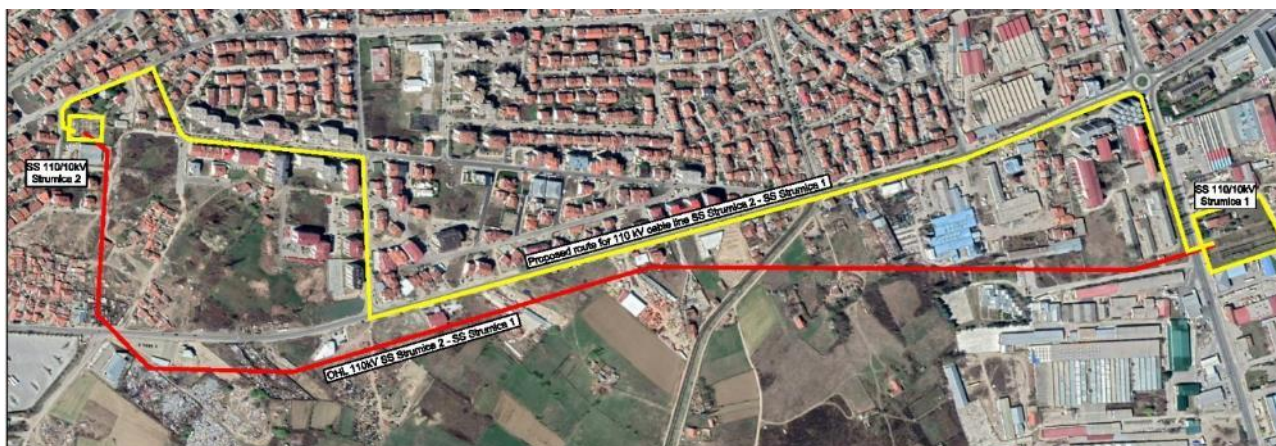 SS 110/10kV
Strumica 2
Proposed route for 110 kV cable line SS Strumica 2 - SS Strumica 1
SS 110/10kV
Strumica 1
OHL 110kV SS Strumica 2 - SS Strumica 1